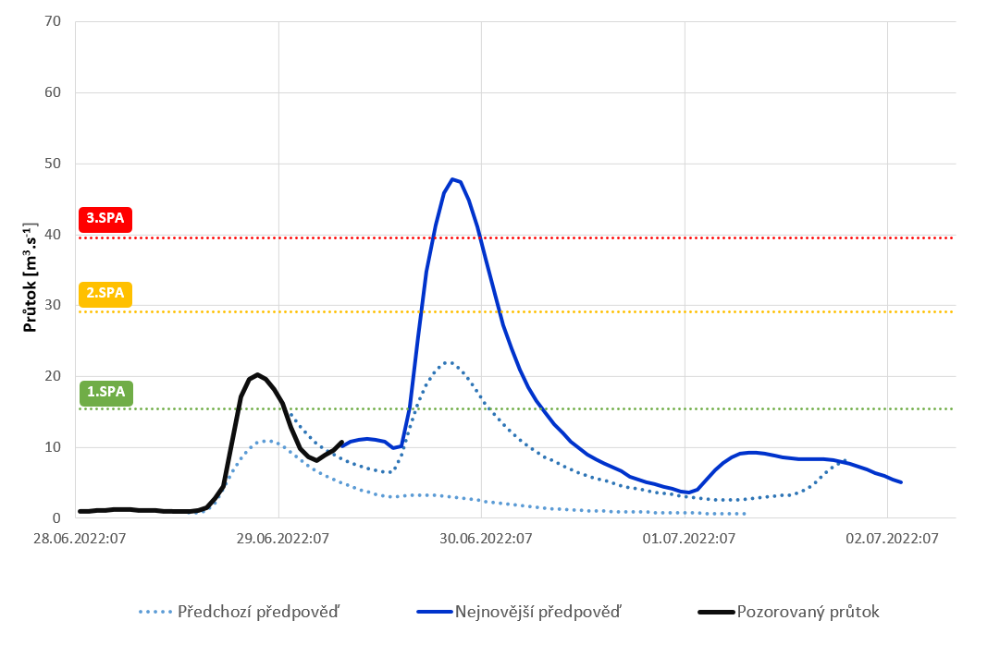 70
60
50
40
30
20
10
0
Průtok [m³.s⁻¹]
3.SPA
2.SPA
1.SPA
28.06.2022:07
29.06.2022:07
30.06.2022:07
01.07.2022:07
02.07.2022:07
Předchozí předpověď
Nejnovější předpověď
Pozorovaný průtok